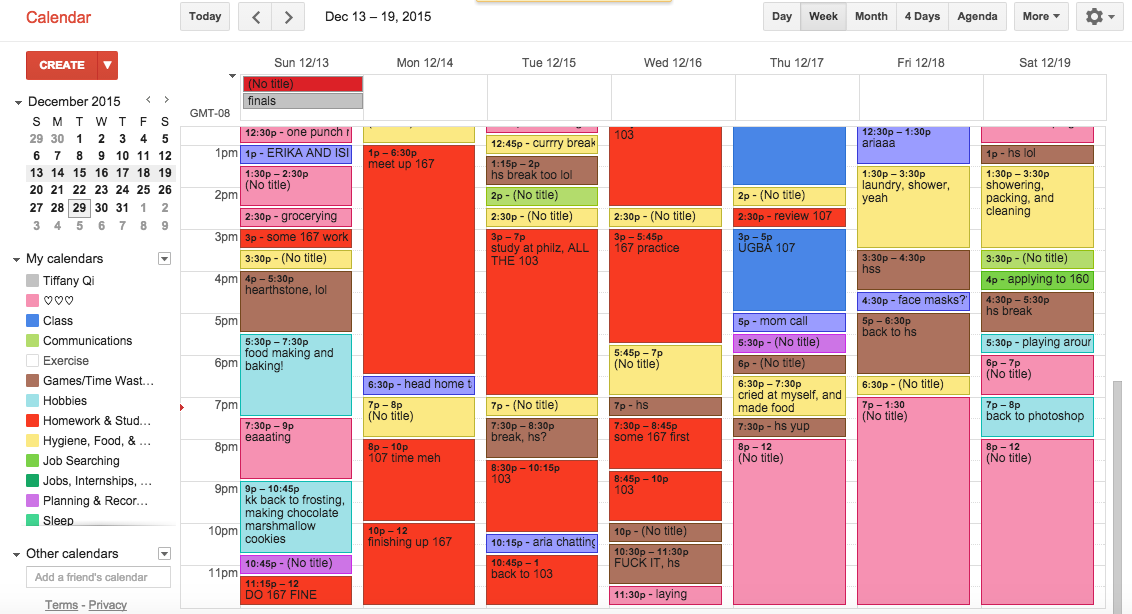 Calendar
Today
Dec 13 – 19, 2015
Day
Week
Month
4 Days
Agenda
More
CREATE
December 2015
S M T W T F S
29 30 1 2 3 4 5
6 7 8 9 10 11 12
13 14 15 16 17 18 19
20 21 22 23 24 25 26
27 28 29 30 31 1 2
3 4 5 6 7 8 9
My calendars
Tiffany Qi
♡♡♡
Class
Communications
Exercise
Games/Time Wast...
Hobbies
Homework & Stud...
Hygiene, Food, & ...
Job Searching
Jobs, Internships, ...
Planning & Recor...
Sleep
Other calendars
Add a friend's calendar
Terms - Privacy
Sun 12/13
Mon 12/14
Tue 12/15
Wed 12/16
Thu 12/17
Fri 12/18
Sat 12/19
GMT-08
(No title)
finals
1pm
2pm
3pm
4pm
5pm
6pm
7pm
8pm
9pm
10pm
11pm
12:30p - one punch
1p - ERIKA AND ISI
1:30p – 2:30p
(No title)
2:30p - grocerying
3p - some 167 work
3:30p - (No title)
4p – 5:30p
hearthstone, lol
5:30p – 7:30p
food making and
baking!
7:30p – 9p
eaaating
9p – 10:45p
kk back to frosting,
making chocolate
marshmallow
cookies
10:45p - (No title)
11:15p – 12
DO 167 FINE
1p – 6:30p
meet up 167
6:30p - head home t
7p – 8p
(No title)
8p – 10p
107 time meh
10p – 12
finishing up 167
12:45p - currry break
1:15p – 2p
hs break too lol
2p - (No title)
2:30p - (No title)
3p – 7p
study at philz, ALL
THE 103
7p - (No title)
7:30p – 8:30p
break, hs?
8:30p – 10:15p
103
10:15p - aria chatting
10:45p – 1
back to 103
103
2:30p - (No title)
3p – 5:45p
167 practice
5:45p – 7p
(No title)
7p - hs
7:30p – 8:45p
some 167 first
8:45p – 10p
103
10p - (No title)
10:30p – 11:30p
FUCK IT, hs
11:30p - laying
2p - (No title)
2:30p - review 107
3p – 5p
UGBA 107
5p - mom call
5:30p - (No title)
6p - (No title)
6:30p – 7:30p
cried at myself, and
made food
7:30p - hs yup
8p – 12
(No title)
12:30p – 1:30p
ariaaa
1:30p – 3:30p
laundry, shower,
yeah
3:30p – 4:30p
hss
4:30p - face masks?
5p – 6:30p
back to hs
6:30p - (No title)
7p – 1:30
(No title)
1p - hs lol
1:30p – 3:30p
showering,
packing, and
cleaning
3:30p - (No title)
4p - applying to 160
4:30p – 5:30p
hs break
5:30p - playing arour
6p – 7p
(No title)
7p – 8p
back to photoshop
8p – 12
(No title)